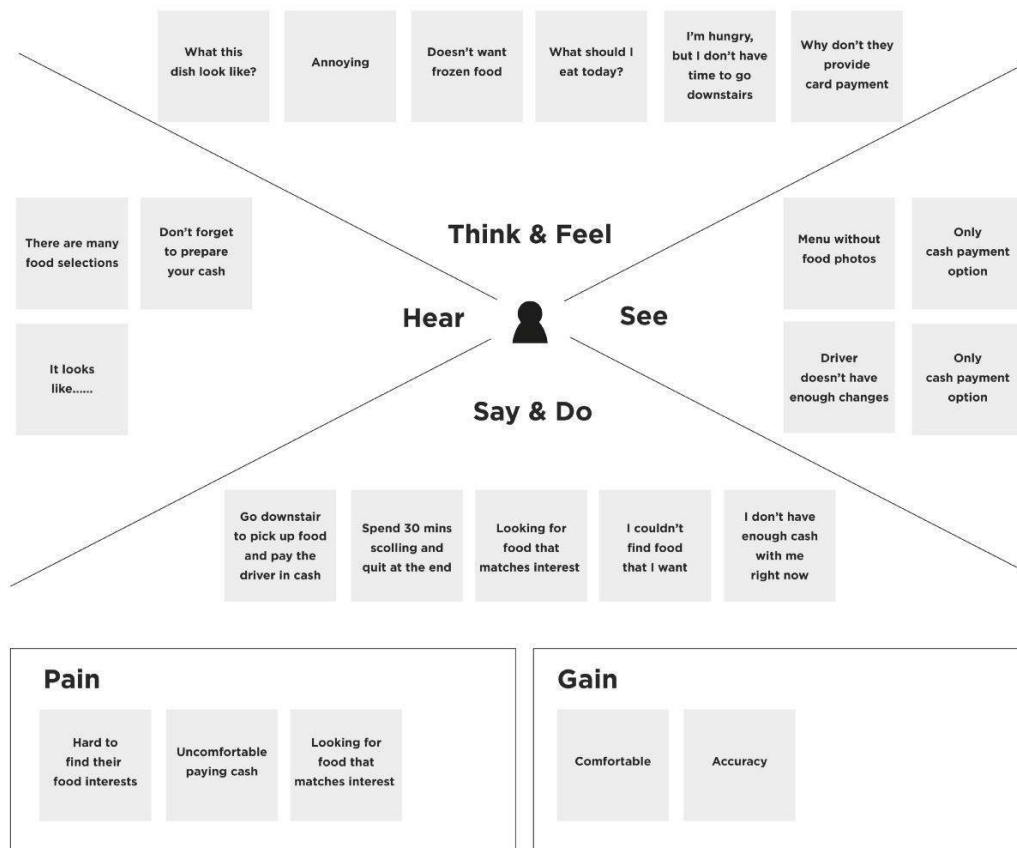 What this
dish look like?
Annoying
Doesn't want
frozen food
What should I
eat today?
I'm hungry,
but I don't have
time to go
downstairs
Why don't they
provide
card payment
Think & Feel
There are many
food selections
Don't forget
to prepare
your cash
It looks
like......
Hear
See
Menu without
food photos
Only
cash payment
option
Driver
doesn't have
enough changes
Only
cash payment
option
Say & Do
Go downstair
to pick up food
and pay the
driver in cash
Spend 30 mins
scolling and
quit at the end
Looking for
food that
matches interest
I couldn't
find food
that I want
I don't have
enough cash
with me
right now
Pain
Hard to
find their
food interests
Uncomfortable
paying cash
Looking for
food that
matches interest
Gain
Comfortable
Accuracy